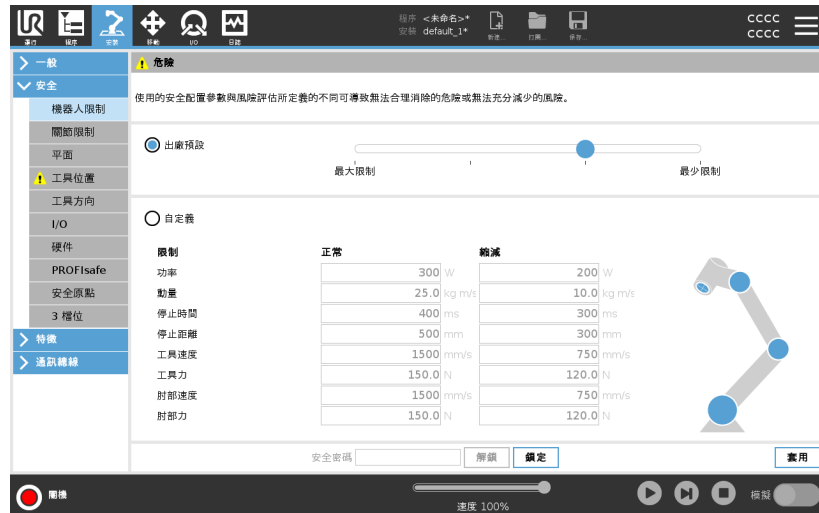 程序 <未命名>*
安裝 default_1*
CCCC
CCCC
運行 程序 安裝 移動 I/O 日誌 新建... 打開... 保存...
一般
安全
機器人限制
關節限制
平面
工具位置
工具方向
I/O
硬件
PROFIsafe
安全原點
3 檔位
特徵
通訊總線
危險
使用的安全配置參數與風險評估所定義的不同可導致無法合理消除的危險或無法充分減少的風險。
出廠預設
最大限制 最少限制
自定義
限制 正常 縮減
功率 300 W 200 W
動量 25.0 kg m/s 10.0 kg m/s
停止時間 400 ms 300 ms
停止距離 500 mm 300 mm
工具速度 1500 mm/s 750 mm/s
工具力 150.0 N 120.0 N
肘部速度 1500 mm/s 750 mm/s
肘部力 150.0 N 120.0 N
安全密碼 解鎖 鎖定 套用
關機
速度 100%
模擬